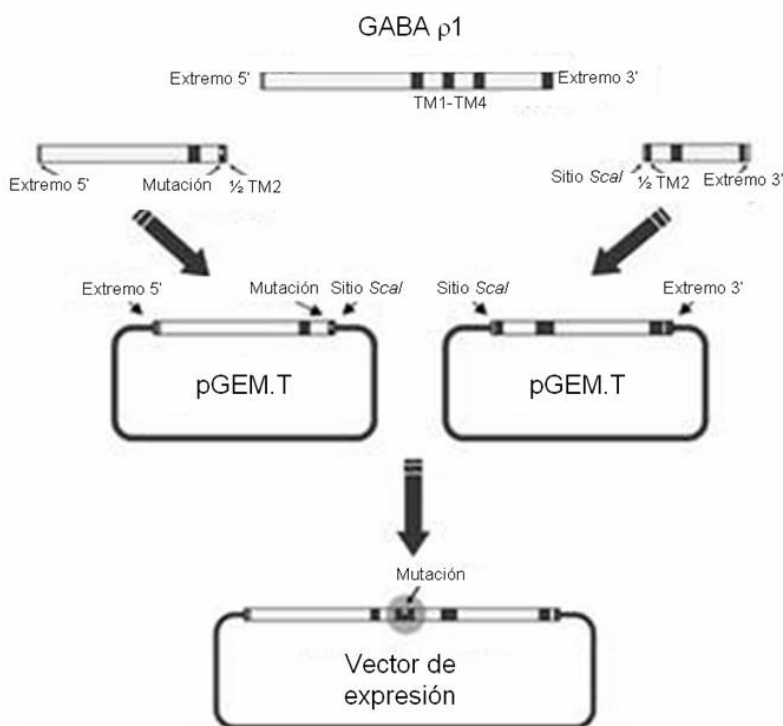 GABA ρ1
Extremo 5'
Extremo 3'
TM1-TM4
Extremo 5'
Mutación
½ TM2
Sitio ScaI
½ TM2
Extremo 3'
Extremo 5'
Mutación
Sitio ScaI
Sitio ScaI
Extremo 3'
pGEM.T
pGEM.T
Mutación
Vector de
expresión